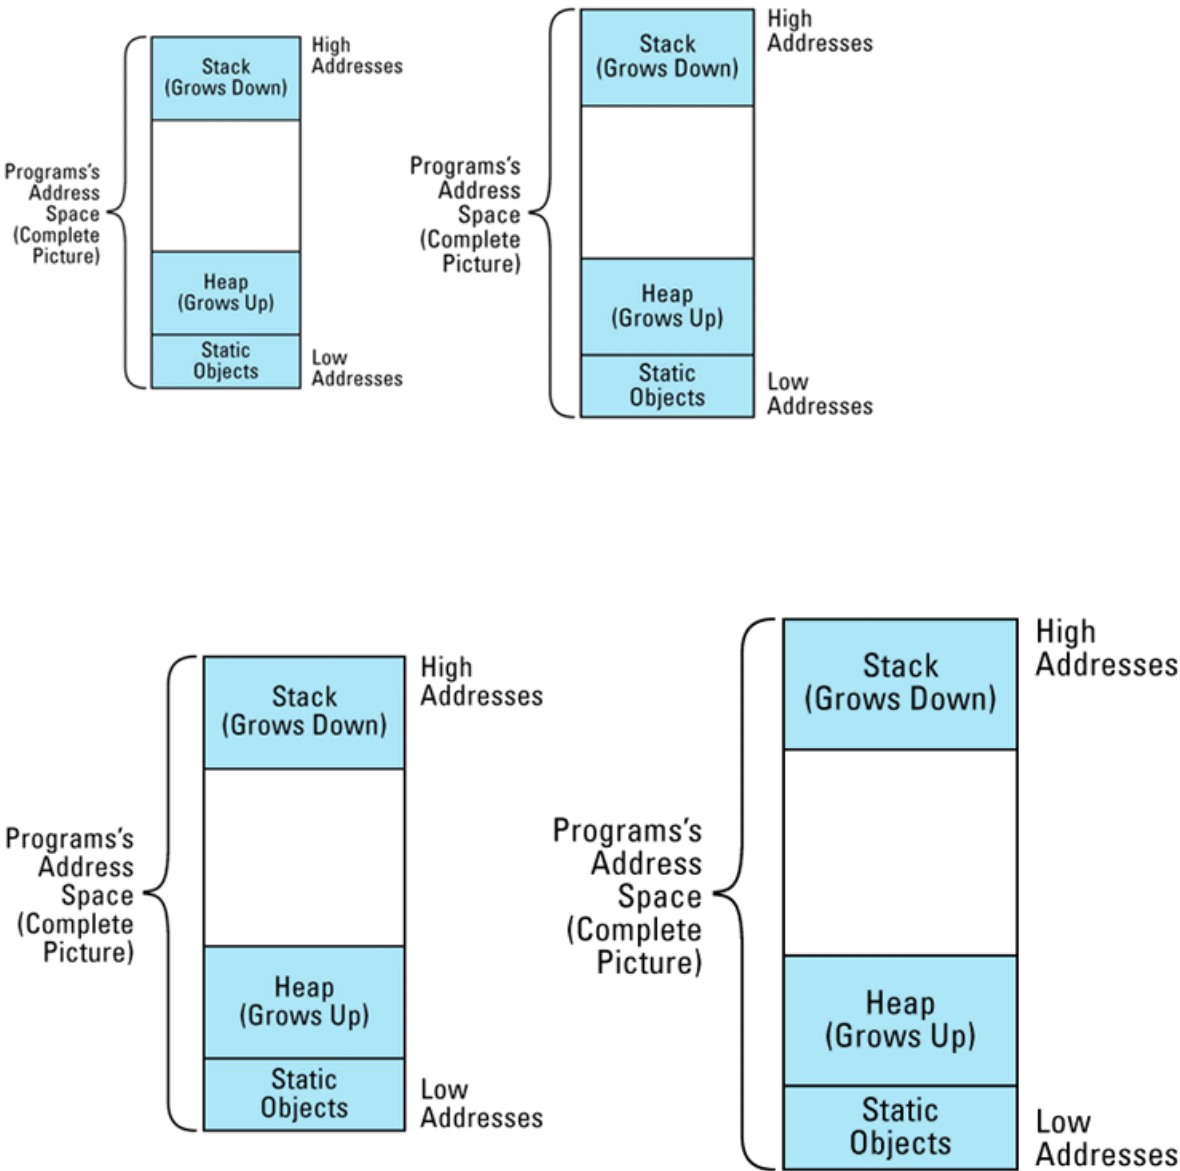 High
Addresses
Stack
(Grows Down)
Programs's
Address
Space
(Complete
Picture)
Heap
(Grows Up)
Static
Objects
Low
Addresses
High
Addresses
Stack
(Grows Down)
Programs's
Address
Space
(Complete
Picture)
Heap
(Grows Up)
Static
Objects
Low
Addresses
High
Addresses
Stack
(Grows Down)
Programs's
Address
Space
(Complete
Picture)
Heap
(Grows Up)
Static
Objects
Low
Addresses
High
Addresses
Stack
(Grows Down)
Programs's
Address
Space
(Complete
Picture)
Heap
(Grows Up)
Static
Objects
Low
Addresses